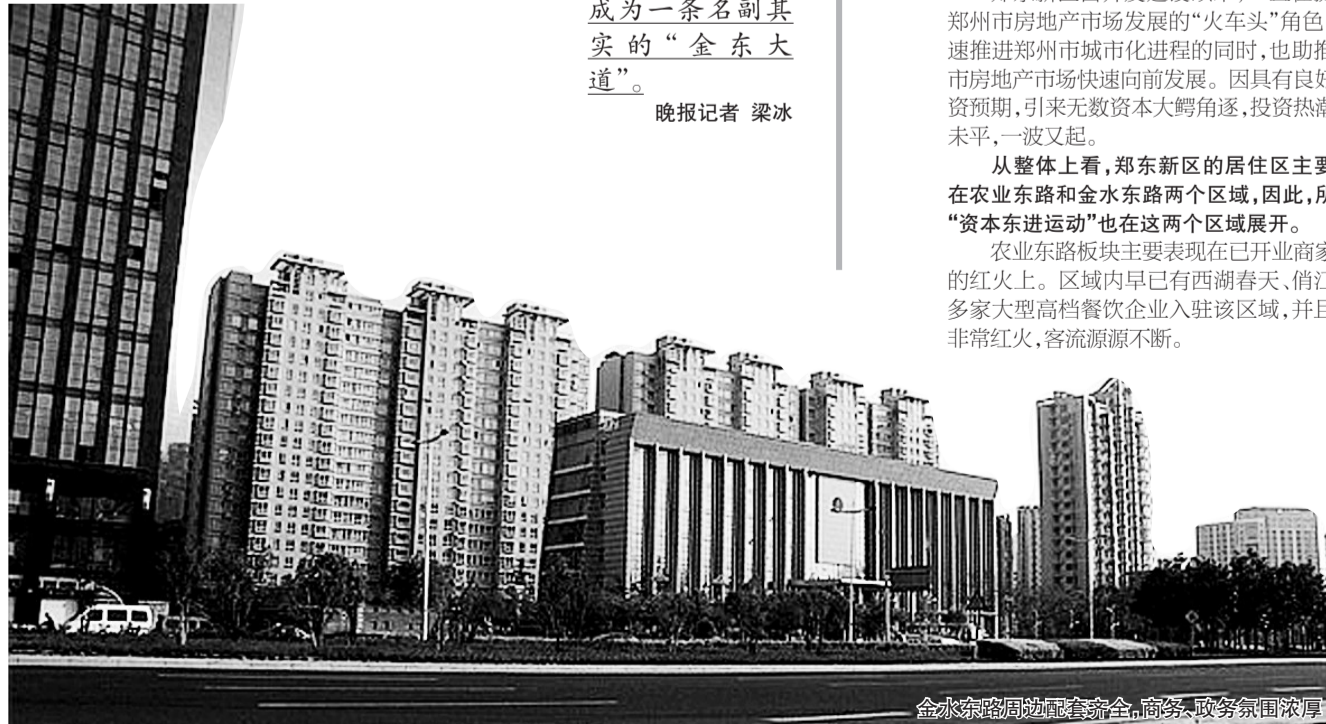 成为一条名副其
实的“金东大
道”。
晚报记者 梁冰
郑州市房地产市场发展的“火车头”角色
速推进郑州市城市化进程的同时，也助推
市房地产市场快速向前发展。因具有良好
资预期，引来无数资本大鳄角逐，投资热潮
未平，一波又起。
从整体上看，郑东新区的居住区主要
在农业东路和金水东路两个区域，因此，所
“资本东进运动”也在这两个区域展开。
农业东路板块主要表现在已开业商家
的红火上。区域内早已有西湖春天、俏江
多家大型高档餐饮企业入驻该区域，并且
非常红火，客流源源不断。
金水东路周边配套齐全，商务、政务氛围浓厚